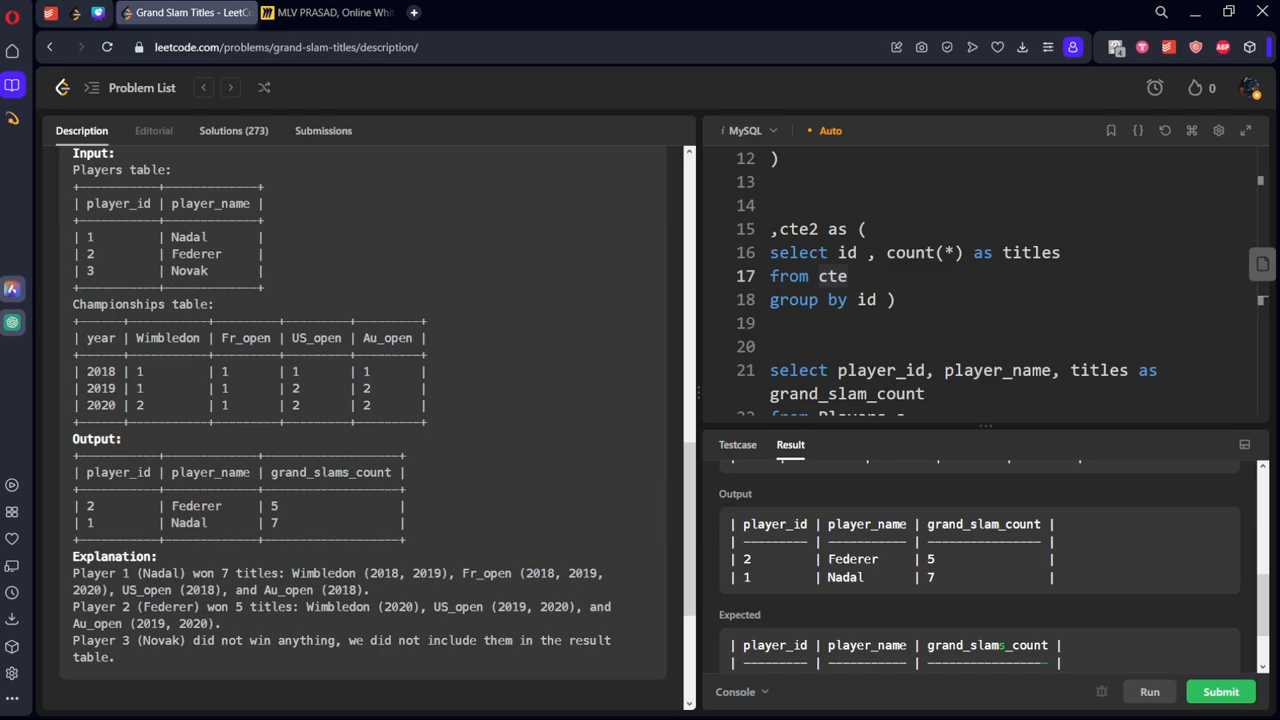 Grand Slam Titles - LeetCo
MLV PRASAD, Online Whit
leetcode.com/problems/grand-slam-titles/description/
4
ABP
Problem List
0
Description
Editorial
Solutions (273)
Submissions
Input:
Players table:
+-----------+-------------+
| player_id | player_name |
+-----------+-------------+
| 1         | Nadal       |
| 2         | Federer     |
| 3         | Novak       |
+-----------+-------------+
Championships table:
+------+-----------+---------+---------+---------+
| year | Wimbledon | Fr_open | US_open | Au_open |
+------+-----------+---------+---------+---------+
| 2018 | 1         | 1       | 1       | 1       |
| 2019 | 1         | 1       | 2       | 2       |
| 2020 | 2         | 1       | 2       | 2       |
+------+-----------+---------+---------+---------+
Output:
+-----------+-------------+-------------------+
| player_id | player_name | grand_slams_count |
+-----------+-------------+-------------------+
| 2         | Federer     | 5                 |
| 1         | Nadal       | 7                 |
+-----------+-------------+-------------------+
Explanation:
Player 1 (Nadal) won 7 titles: Wimbledon (2018, 2019), Fr_open (2018, 2019,
2020), US_open (2018), and Au_open (2018).
Player 2 (Federer) won 5 titles: Wimbledon (2020), US_open (2019, 2020), and
Au_open (2019, 2020).
Player 3 (Novak) did not win anything, we did not include them in the result
table.
i MySQL
• Auto
12 )
13
14
15 ,cte2 as (
16 select id , count(*) as titles
17 from cte
18 group by id )
19
20
21 select player_id, player_name, titles as
grand_slam_count
22 from Players a
Testcase
Result
Output
| player_id | player_name | grand_slam_count |
| --------- | ----------- | ---------------- |
| 2         | Federer     | 5                |
| 1         | Nadal       | 7                |
Expected
| player_id | player_name | grand_slams_count |
| --------- | ----------- | ----------------- |
Console
Run
Submit